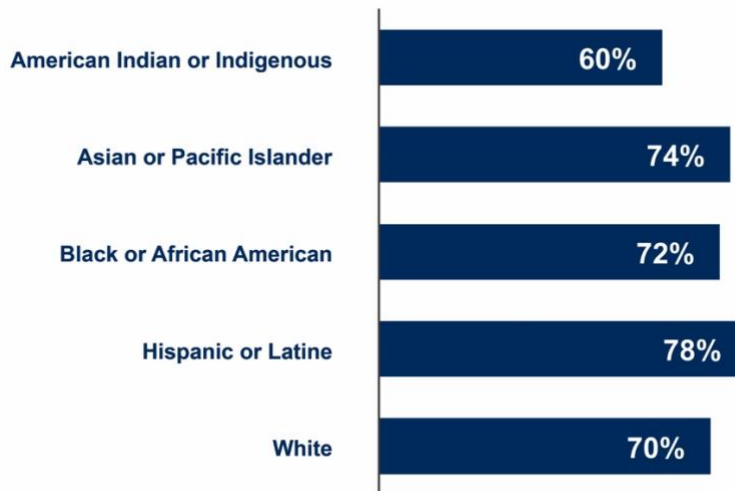 American Indian or Indigenous 60%
Asian or Pacific Islander 74%
Black or African American 72%
Hispanic or Latine 78%
White 70%